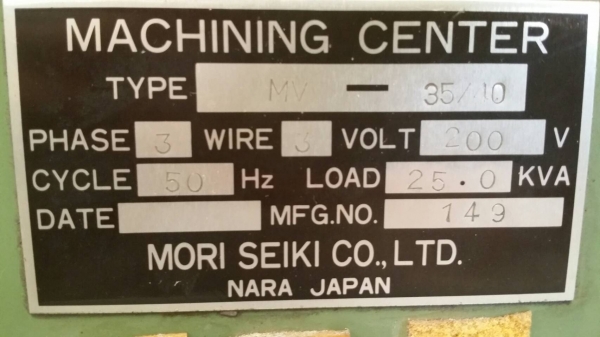 MACHINING CENTER
TYPE MV — 35/40
PHASE 3 WIRE 3 VOLT 200 V
CYCLE 50 Hz LOAD 25.0 KVA
DATE MFG.NO. 149
MORI SEIKI CO., LTD.
NARA JAPAN